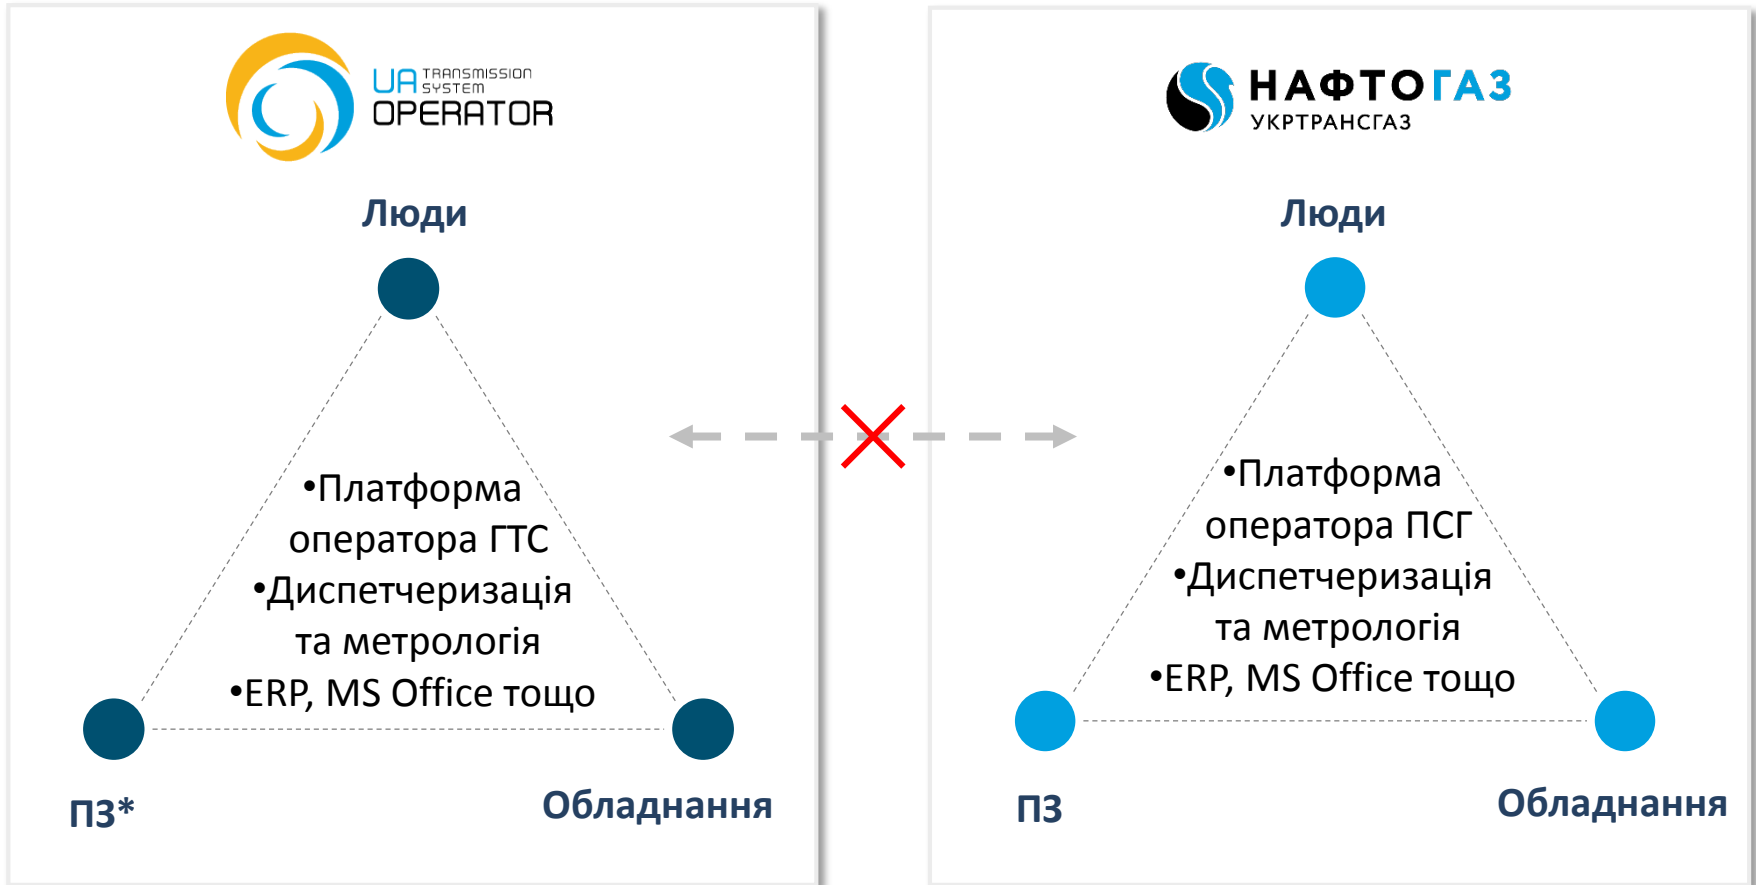 UA TRANSMISSION
SYSTEM
OPERATOR
Люди
•Платформа
оператора ГТС
•Диспетчеризація
та метрологія
•ERP, MS Office тощо
ПЗ*
Обладнання
НАФТОГАЗ
УКРТРАНСГАЗ
Люди
•Платформа
оператора ПСГ
•Диспетчеризація
та метрологія
•ERP, MS Office тощо
ПЗ
Обладнання